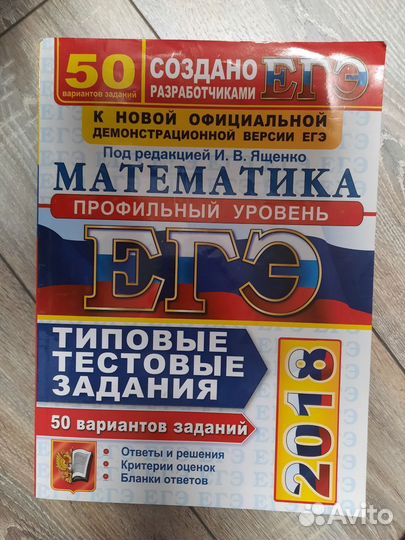 50
вариантов заданий
СОЗДАНО
РАЗРАБОТЧИКАМИ
ЕГЭ
К НОВОЙ ОФИЦИАЛЬНОЙ
ДЕМОНСТРАЦИОННОЙ ВЕРСИИ ЕГЭ
Под редакцией И. В. Ященко
МАТЕМАТИКА
ПРОФИЛЬНЫЙ УРОВЕНЬ
ЕГЭ
ТИПОВЫЕ
ТЕСТОВЫЕ
ЗАДАНИЯ
50 вариантов заданий
• Ответы и решения
• Критерии оценок
• Бланки ответов
2018
Avito